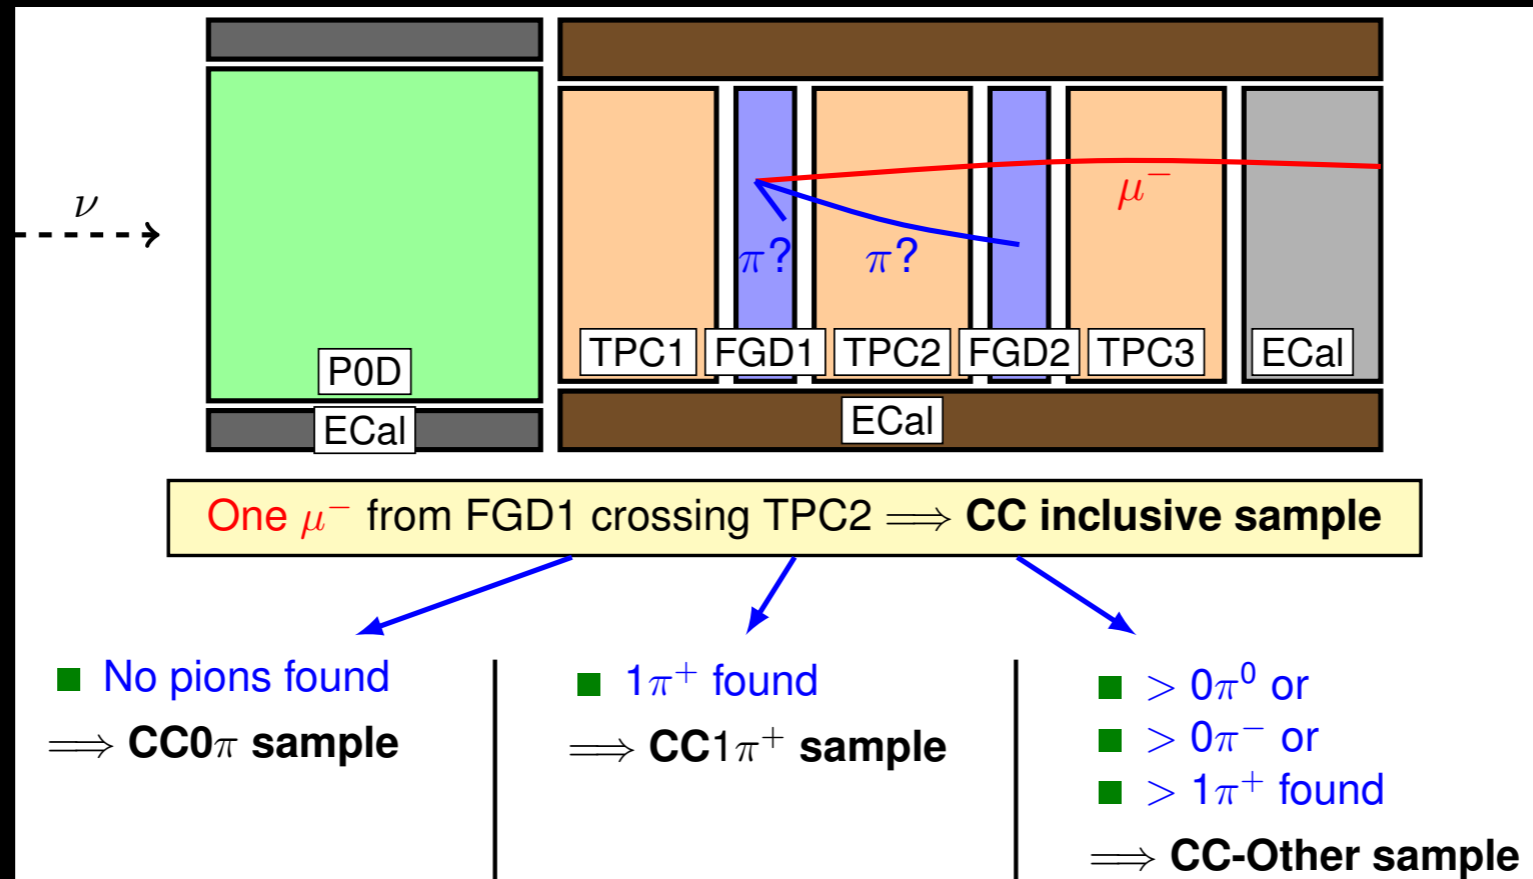 ν
μ⁻
π?
π?
TPC1
FGD1
TPC2
FGD2
TPC3
ECal
P0D
ECal
ECal
One μ⁻ from FGD1 crossing TPC2 ⟹ CC inclusive sample
No pions found
⟹ CC0π sample
1π⁺ found
⟹ CC1π⁺ sample
> 0π⁰ or
> 0π⁻ or
> 1π⁺ found
⟹ CC-Other sample